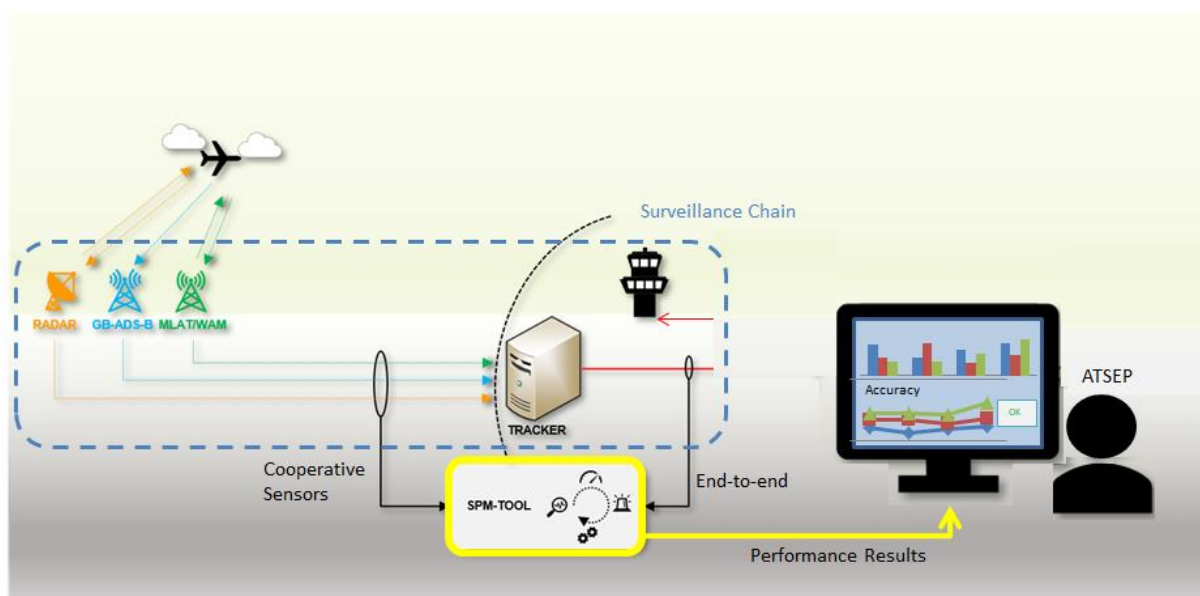 Surveillance Chain
RADAR
GB-ADS-B
MLAT/WAM
TRACKER
Accuracy
OK
ATSEP
Cooperative
Sensors
SPM-TOOL
End-to-end
Performance Results